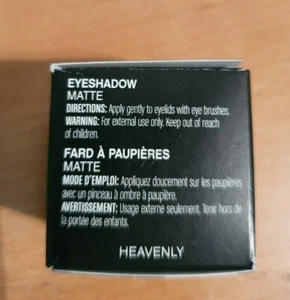 EYESHADOW
MATTE
DIRECTIONS: Apply gently to eyelids with eye brushes.
WARNING: For external use only. Keep out of reach
of children.
FARD À PAUPIÈRES
MATTE
MODE D'EMPLOI: Appliquez doucement sur les paupières
avec un pinceau à ombre à paupière.
AVERTISSEMENT: Usage externe seulement. Tenir hors de
la portée des enfants.
HEAVENLY